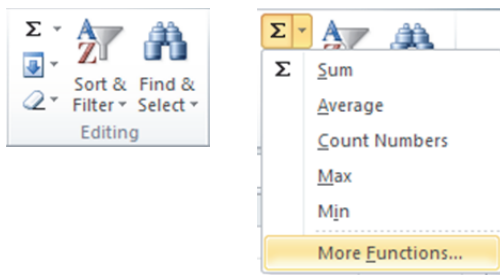 Σ
Sort & Find &
Filter Select
Editing
Σ
Σ Sum
Average
Count Numbers
Max
Min
More Functions...